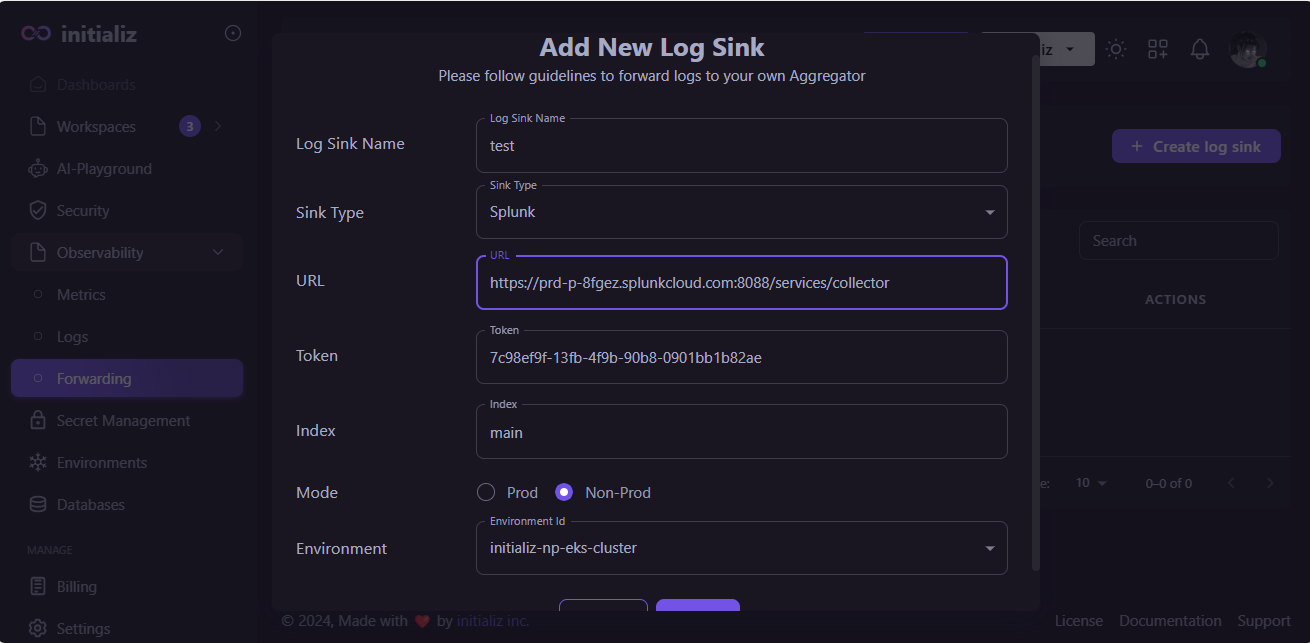 initializ
Dashboards
Workspaces 3
AI-Playground
Security
Observability
Metrics
Logs
Forwarding
Secret Management
Environments
Databases
MANAGE
Billing
Settings
Add New Log Sink
Please follow guidelines to forward logs to your own Aggregator
Log Sink Name
Log Sink Name
test
Sink Type
Sink Type
Splunk
URL
URL
https://prd-p-8fgez.splunkcloud.com:8088/services/collector
Token
Token
7c98ef9f-13fb-4f9b-90b8-0901bb1b82ae
Index
Index
main
Mode
Prod
Non-Prod
Environment
Environment Id
initializ-np-eks-cluster
iz
+ Create log sink
Search
ACTIONS
e: 10 0–0 of 0
© 2024, Made with ❤️ by initializ inc.
License Documentation Support